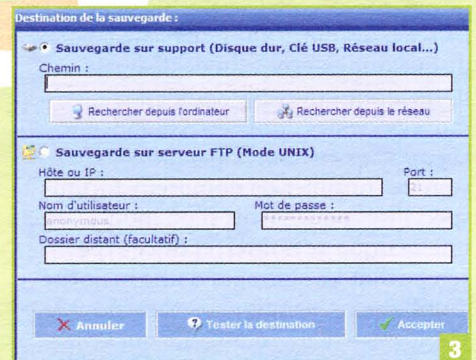 Destination de la sauvegarde :
Sauvegarde sur support (Disque dur, Clé USB, Réseau local...)
Chemin :
Rechercher depuis l'ordinateur
Rechercher depuis le réseau
Sauvegarde sur serveur FTP (Mode UNIX)
Hôte ou IP :
Port :
21
Nom d'utilisateur :
Mot de passe :
anonymous
Dossier distant (facultatif) :
Annuler
Tester la destination
Accepter
3